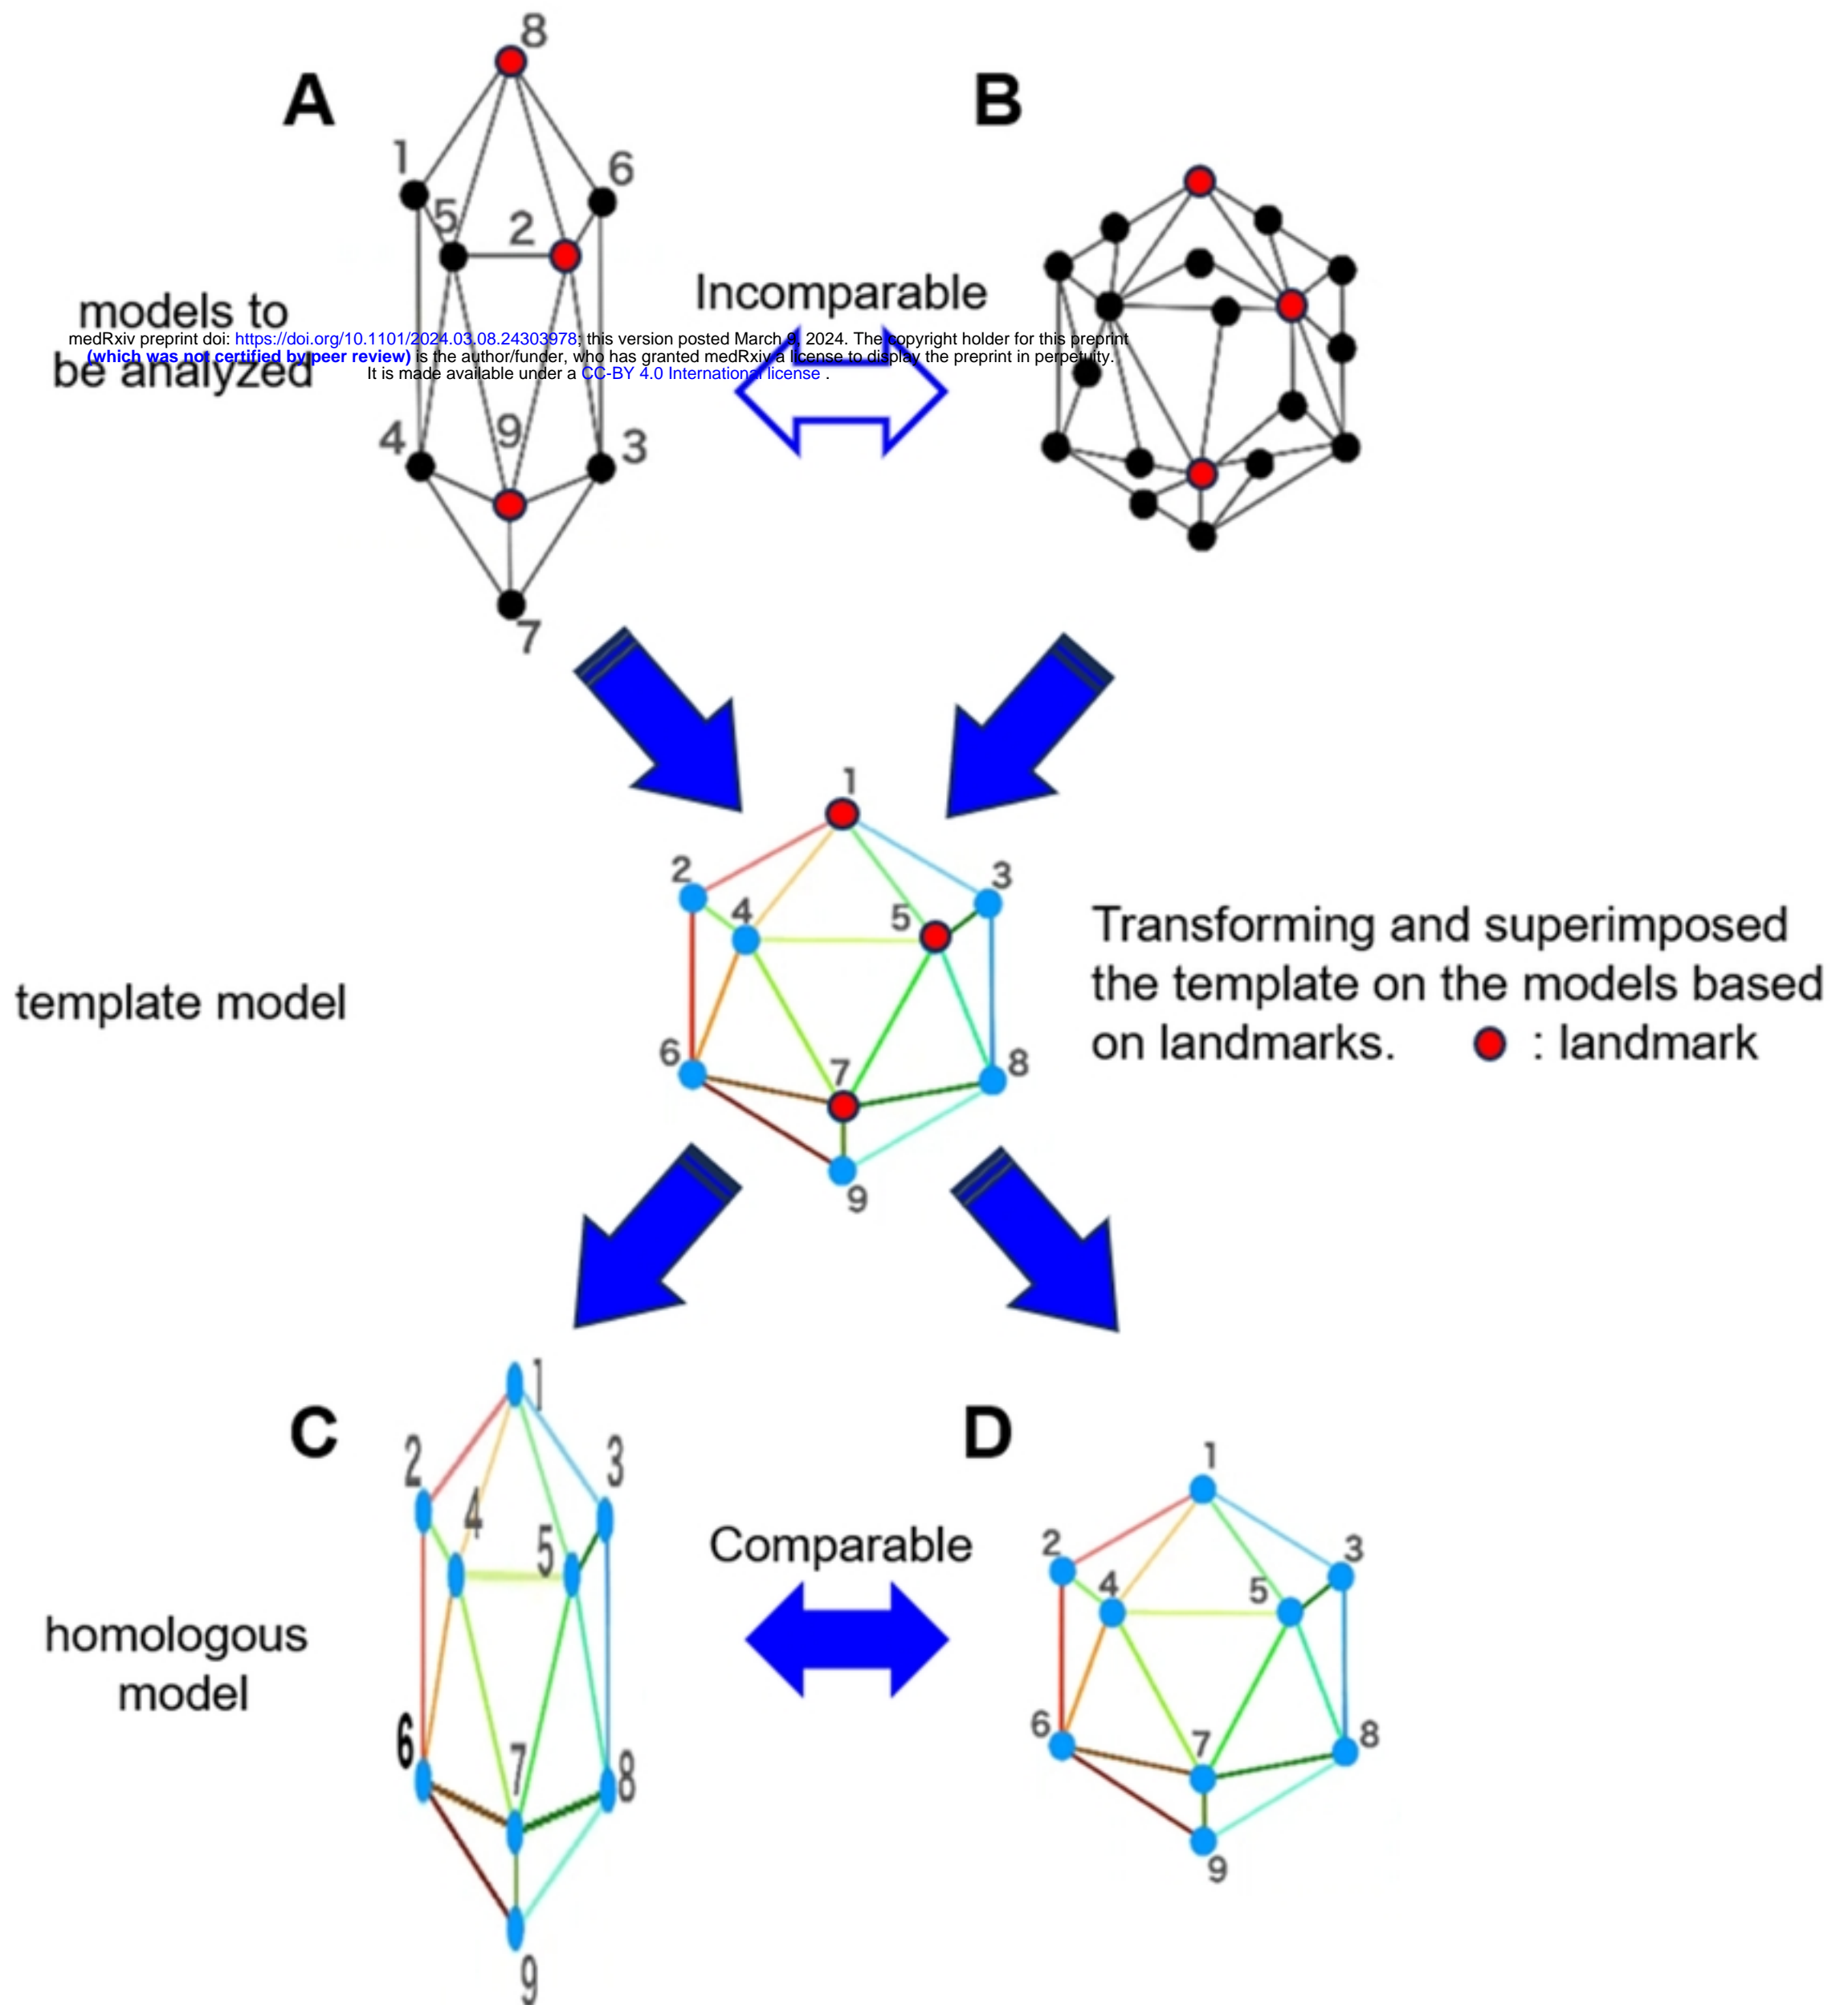 8
A
B
1
6
5
2
models to
be analyzed
Incomparable
medRxiv preprint doi: https://doi.org/10.1101/2024.03.08.24303978; this version posted March 9, 2024. The copyright holder for this preprint
(which was not certified by peer review) is the author/funder, who has granted medRxiv a license to display the preprint in perpetuity.
It is made available under a CC-BY 4.0 International license .
4
9
3
7
1
2
3
4
5
template model
Transforming and superimposed
the template on the models based
on landmarks. : landmark
6
7
8
9
C
1
2
3
4
5
6
7
8
9
D
1
2
3
4
5
6
7
8
9
Comparable
homologous
model